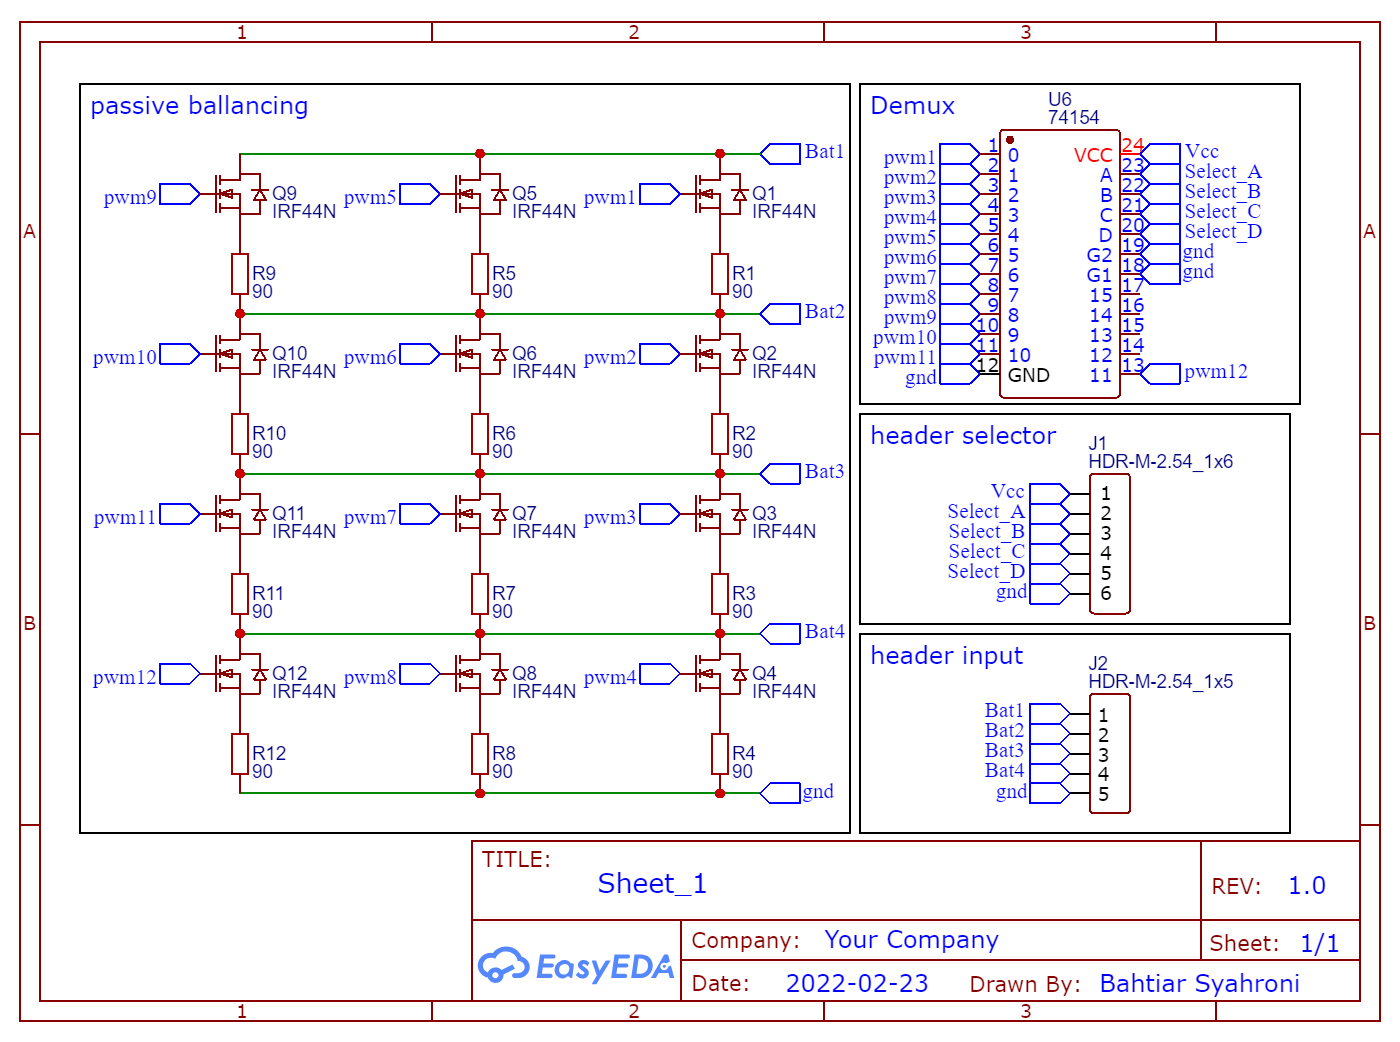 1 2 3
A
B
A
B
passive ballancing
Bat1
pwm9
Q9
IRF44N
pwm5
Q5
IRF44N
pwm1
Q1
IRF44N
R9
90
R5
90
R1
90
Bat2
pwm10
Q10
IRF44N
pwm6
Q6
IRF44N
pwm2
Q2
IRF44N
R10
90
R6
90
R2
90
Bat3
pwm11
Q11
IRF44N
pwm7
Q7
IRF44N
pwm3
Q3
IRF44N
R11
90
R7
90
R3
90
Bat4
pwm12
Q12
IRF44N
pwm8
Q8
IRF44N
pwm4
Q4
IRF44N
R12
90
R8
90
R4
90
gnd
Demux
U6
74154
pwm1 1 0 VCC 24 Vcc
pwm2 2 1 A 23 Select_A
pwm3 3 2 B 22 Select_B
pwm4 4 3 C 21 Select_C
pwm5 5 4 D 20 Select_D
pwm6 6 5 G2 19 gnd
pwm7 7 6 G1 18 gnd
pwm8 8 7 15 17
pwm9 9 8 14 16
pwm10 10 9 13 15
pwm11 11 10 12 14
gnd 12 GND 11 13 pwm12
header selector
J1
HDR-M-2.54_1x6
Vcc 1
Select_A 2
Select_B 3
Select_C 4
Select_D 5
gnd 6
header input
J2
HDR-M-2.54_1x5
Bat1 1
Bat2 2
Bat3 3
Bat4 4
gnd 5
TITLE:
Sheet_1
REV: 1.0
EasyEDA
Company: Your Company
Sheet: 1/1
Date: 2022-02-23
Drawn By: Bahtiar Syahroni
1 2 3